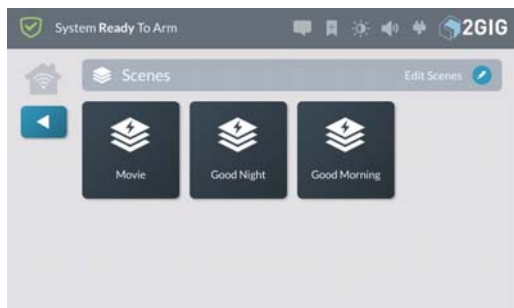 System Ready To Arm
2GIG
Scenes
Edit Scenes
Movie
Good Night
Good Morning